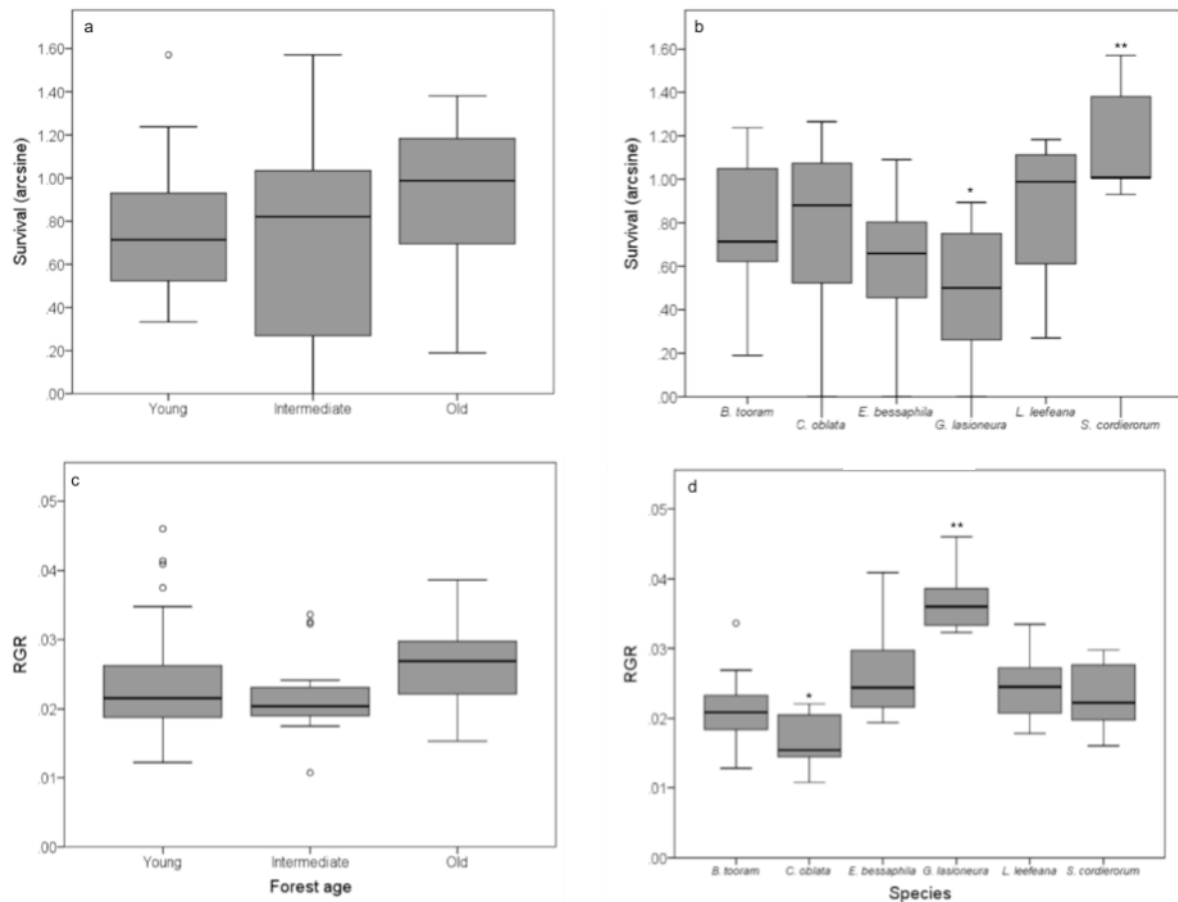 a
1.60
1.40
1.20
1.00
.80
.60
.40
.20
.00
Survival (arcsine)
Young Intermediate Old
b
**
1.60
1.40
1.20
1.00
.80
.60
.40
.20
.00
*
Survival (arcsine)
B. tooram C. oblata E. bessaphila G. lasioneura L. leefeana S. cordierorum
c
.05
.04
.03
.02
.01
.00
RGR
Young Intermediate Old
Forest age
d
.05
.04
.03
.02
.01
.00
**
*
RGR
B. tooram C. oblata E. bessaphila G. lasioneura L. leefeana S. cordierorum
Species